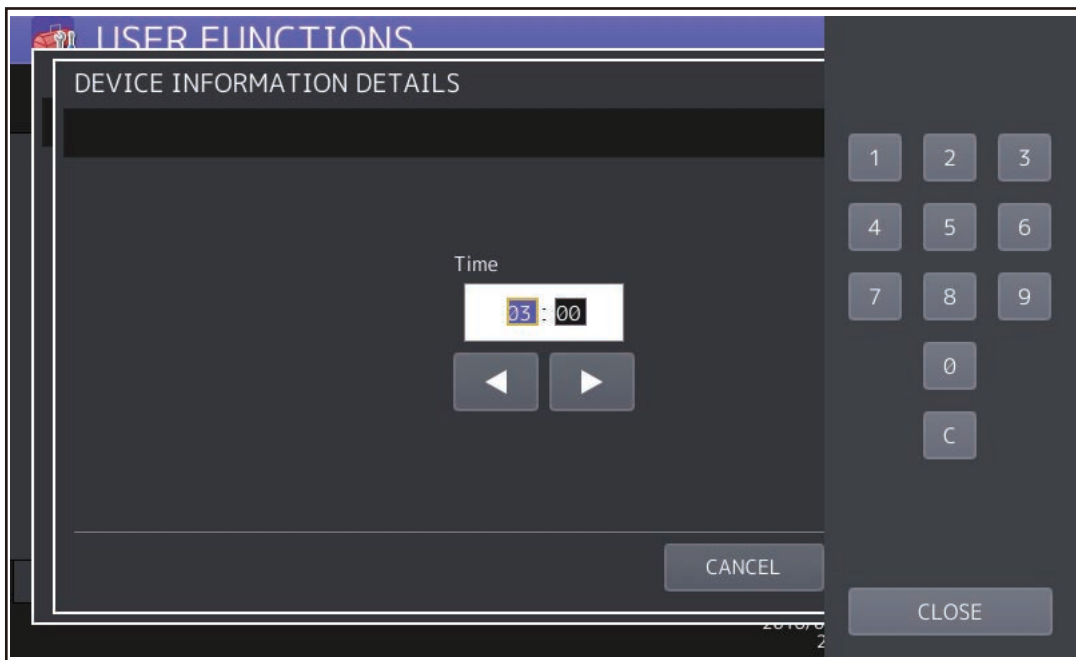 USER FUNCTIONS
DEVICE INFORMATION DETAILS
Time
03 : 00
1 2 3
4 5 6
7 8 9
0
C
CANCEL
CLOSE